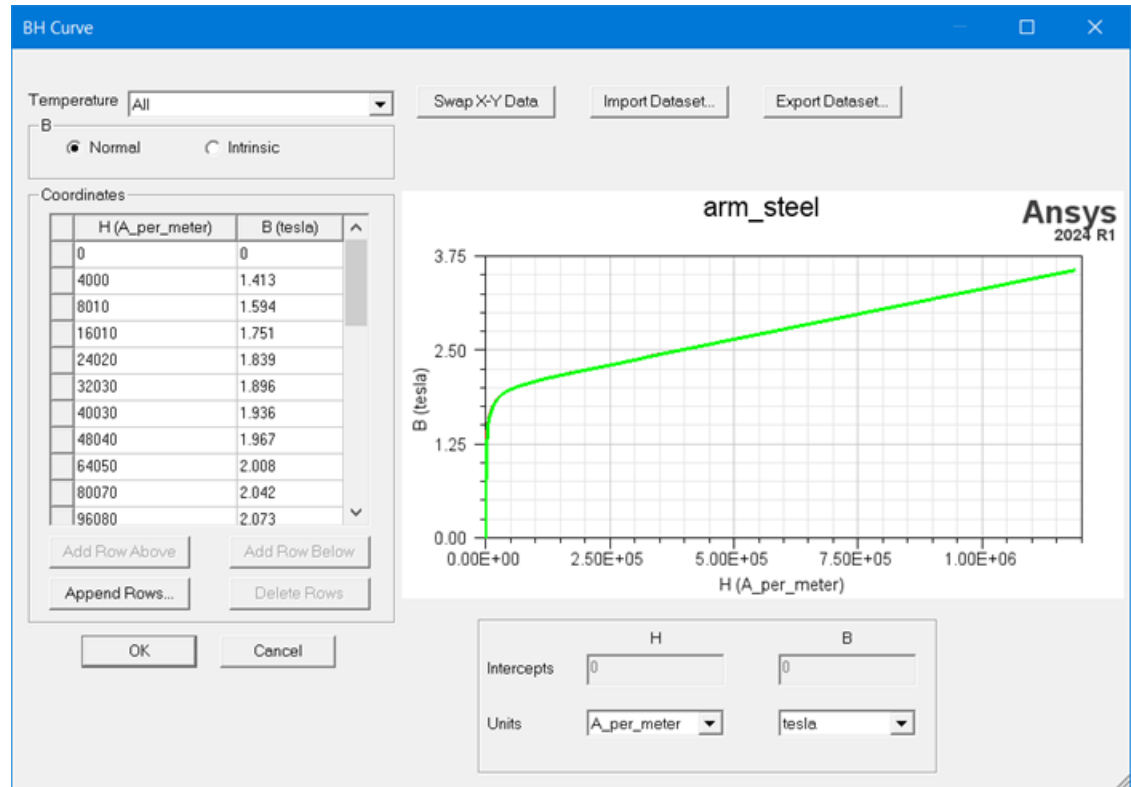 BH Curve
Temperature All
Swap X-Y Data Import Dataset... Export Dataset...
B
Normal Intrinsic
Coordinates
H (A_per_meter) B (tesla)
0 0
4000 1.413
8010 1.594
16010 1.751
24020 1.839
32030 1.896
40030 1.936
48040 1.967
64050 2.008
80070 2.042
96080 2.073
Add Row Above Add Row Below
Append Rows... Delete Rows
OK Cancel
arm_steel
Ansys
2024 R1
3.75
2.50
1.25
0.00
B (tesla)
0.00E+00 2.50E+05 5.00E+05 7.50E+05 1.00E+06
H (A_per_meter)
H B
Intercepts 0 0
Units A_per_meter tesla